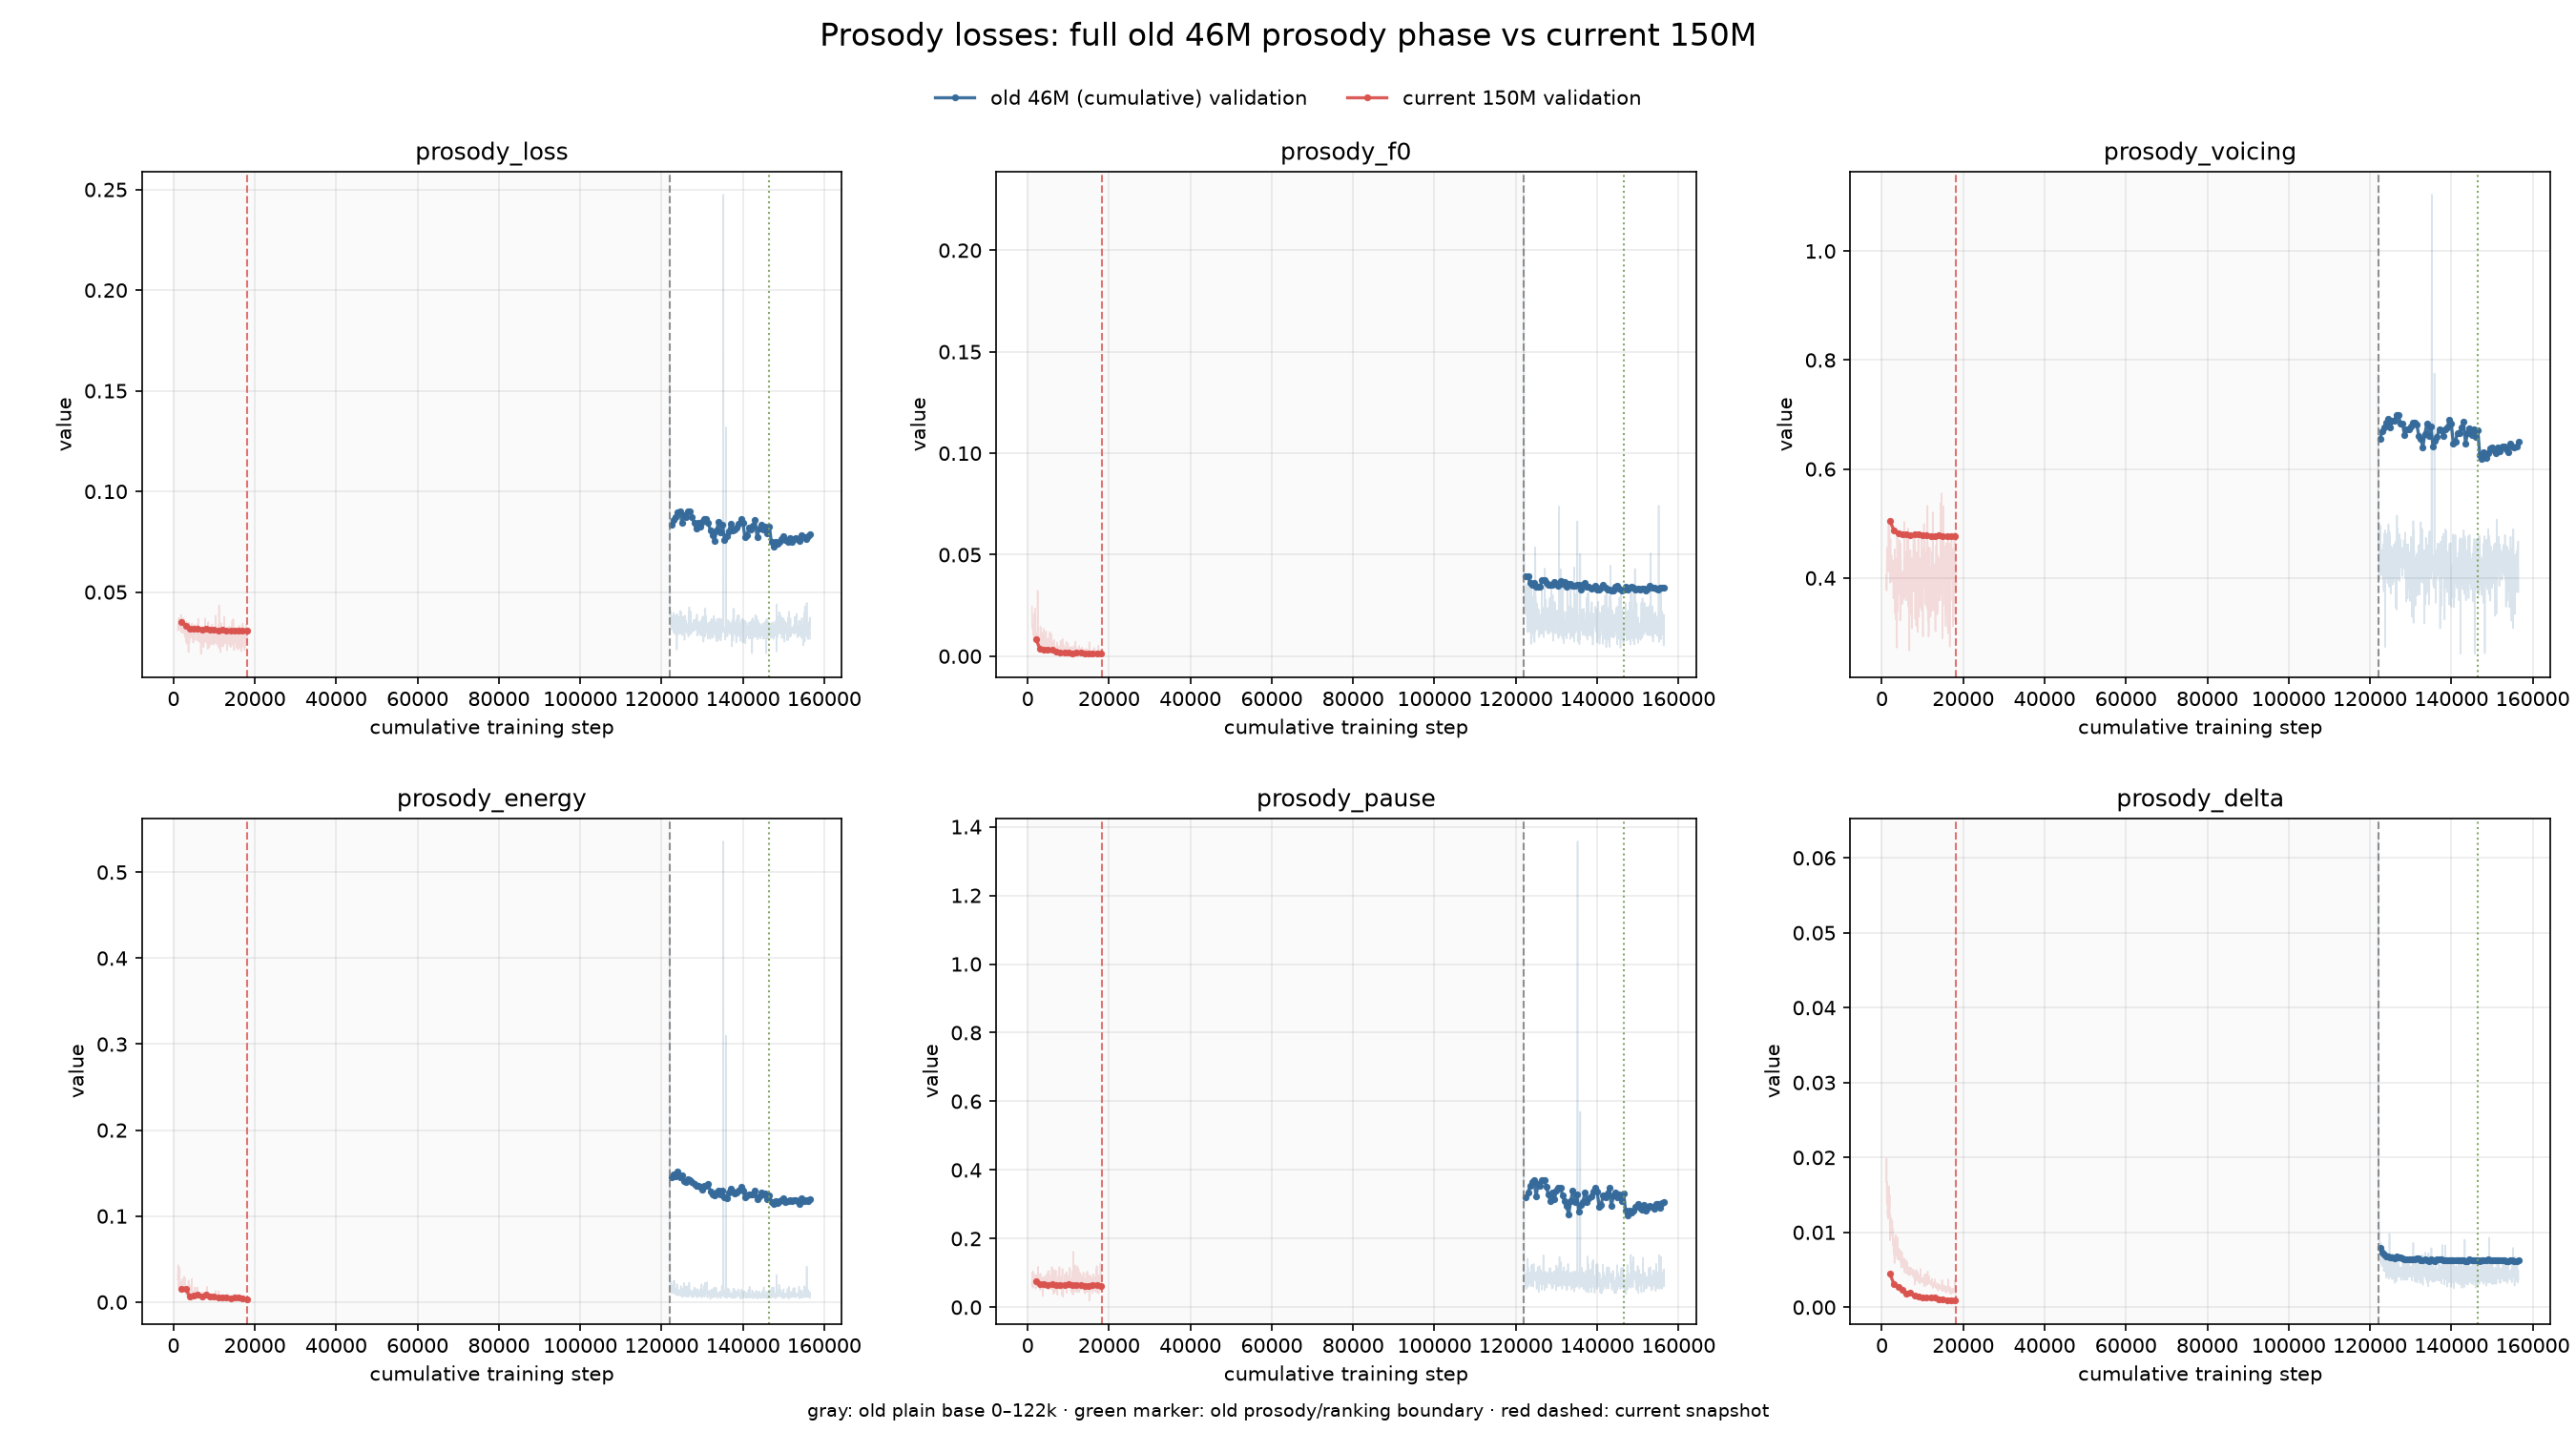 Prosody losses: full old 46M prosody phase vs current 150M
old 46M (cumulative) validation current 150M validation
prosody_loss
0.25
0.20
0.15
0.10
0.05
value
0 20000 40000 60000 80000 100000 120000 140000 160000
cumulative training step
prosody_f0
0.20
0.15
0.10
0.05
0.00
value
0 20000 40000 60000 80000 100000 120000 140000 160000
cumulative training step
prosody_voicing
1.0
0.8
0.6
0.4
value
0 20000 40000 60000 80000 100000 120000 140000 160000
cumulative training step
prosody_energy
0.5
0.4
0.3
0.2
0.1
0.0
value
0 20000 40000 60000 80000 100000 120000 140000 160000
cumulative training step
prosody_pause
1.4
1.2
1.0
0.8
0.6
0.4
0.2
0.0
value
0 20000 40000 60000 80000 100000 120000 140000 160000
cumulative training step
prosody_delta
0.06
0.05
0.04
0.03
0.02
0.01
0.00
value
0 20000 40000 60000 80000 100000 120000 140000 160000
cumulative training step
gray: old plain base 0–122k · green marker: old prosody/ranking boundary · red dashed: current snapshot